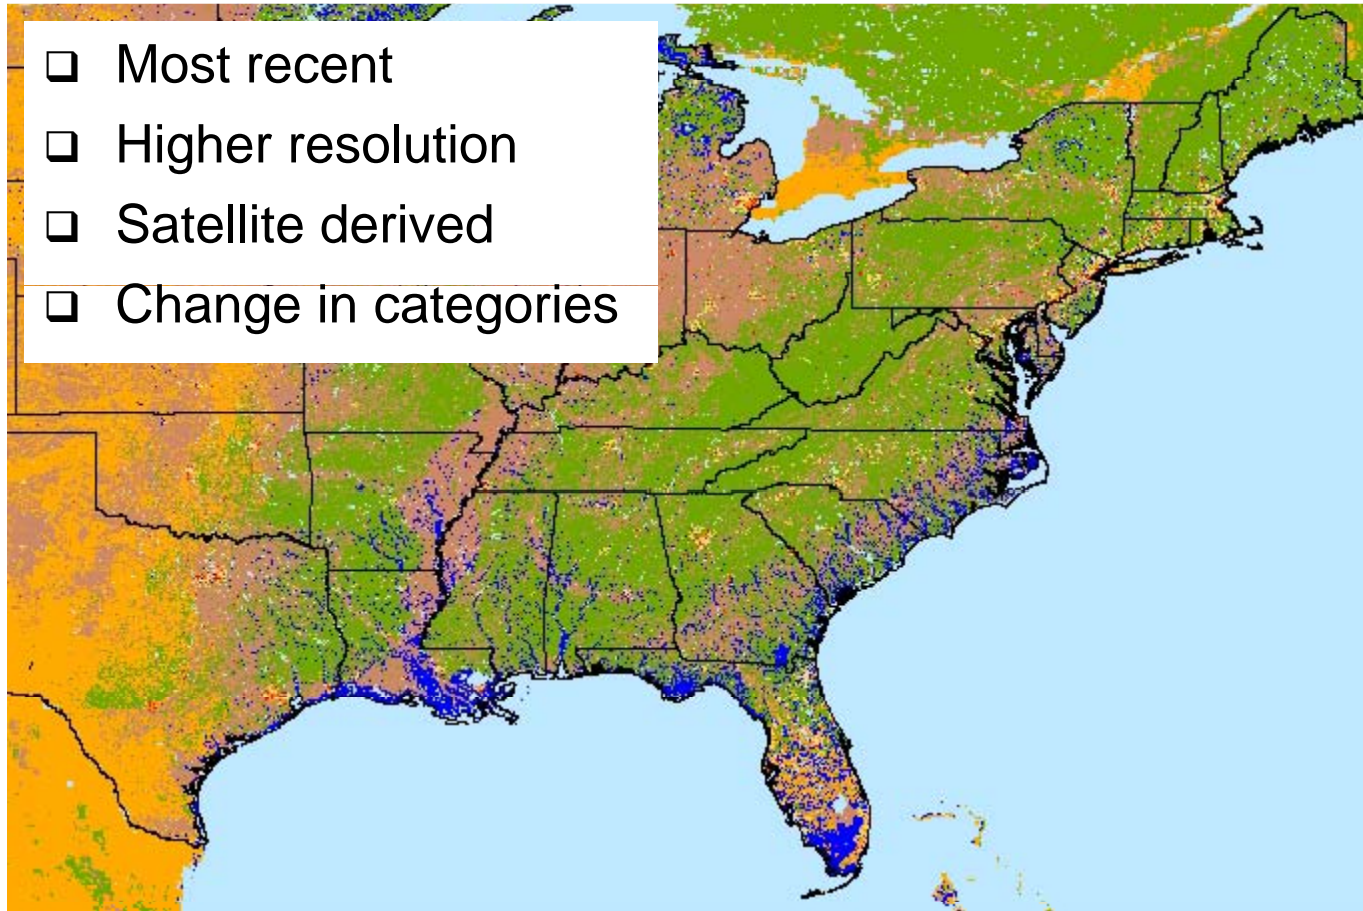 ❑ Most recent
❑ Higher resolution
❑ Satellite derived
❑ Change in categories